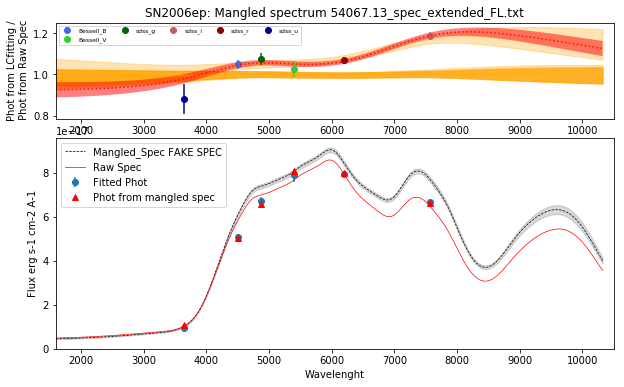 SN2006ep: Mangled spectrum 54067.13_spec_extended_FL.txt
Phot from LCfitting /
Phot from Raw Spec
1.2
1.0
0.8
Bessell_B sdss_g sdss_i sdss_r sdss_u
Bessell_V
2000 3000 4000 5000 6000 7000 8000 9000 10000
1e−17
Flux erg s-1 cm-2 A-1
8
6
4
2
0
Mangled_Spec FAKE SPEC
Raw Spec
Fitted Phot
Phot from mangled spec
2000 3000 4000 5000 6000 7000 8000 9000 10000
Wavelenght